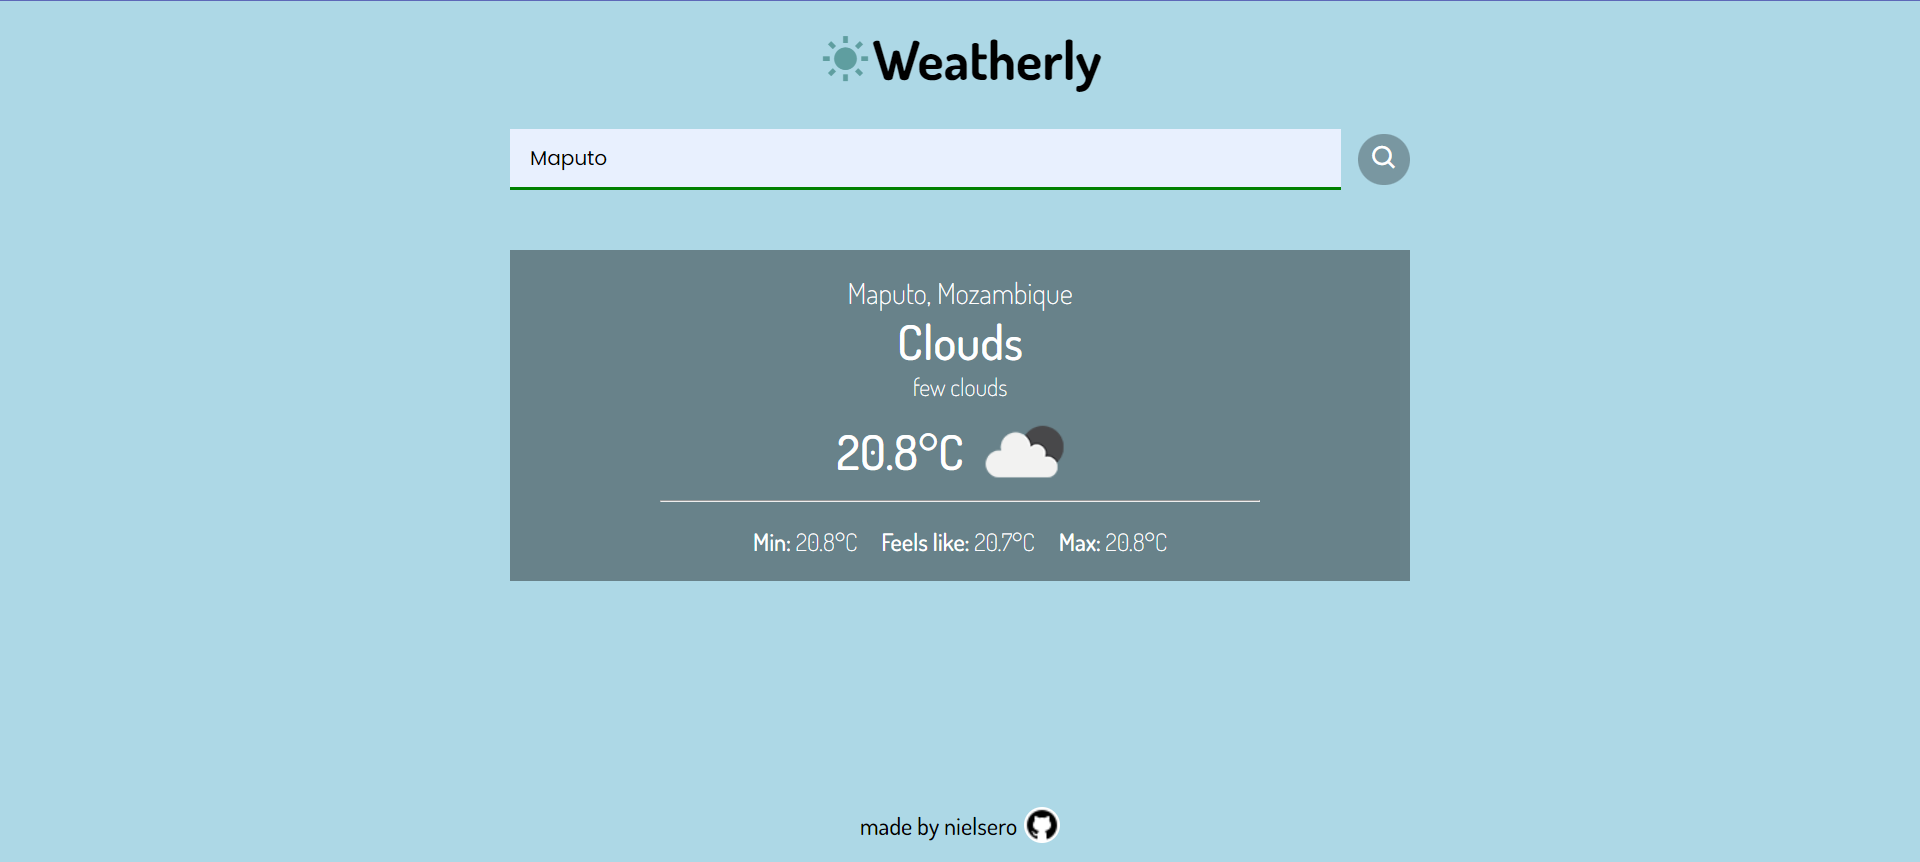 Weatherly
Maputo
Maputo, Mozambique
Clouds
few clouds
20.8°C
Min: 20.8°C Feels like: 20.7°C Max: 20.8°C
made by nielsero